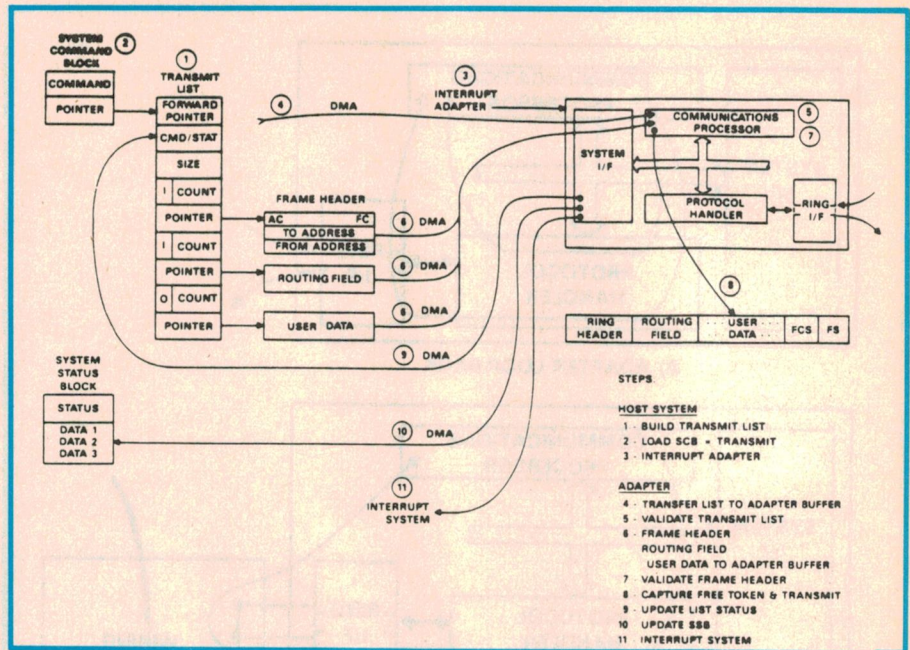 SYSTEM
COMMAND
BLOCK
2
COMMAND
POINTER
1
TRANSMIT
LIST
FORWARD
POINTER
CMD/STAT
SIZE
1 COUNT
POINTER
1 COUNT
POINTER
0 COUNT
POINTER
4 DMA
3
INTERRUPT
ADAPTER
SYSTEM
I/F
COMMUNICATIONS
PROCESSOR
5
7
PROTOCOL
HANDLER
RING
I/F
FRAME HEADER
AC FC
TO ADDRESS
FROM ADDRESS
ROUTING FIELD
USER DATA
6 DMA
6 DMA
6 DMA
8
RING
HEADER
ROUTING
FIELD
USER
DATA
FCS
FS
9 DMA
SYSTEM
STATUS
BLOCK
STATUS
DATA 1
DATA 2
DATA 3
10 DMA
11
INTERRUPT
SYSTEM
STEPS
HOST SYSTEM
1 - BUILD TRANSMIT LIST
2 - LOAD SCB = TRANSMIT
3 - INTERRUPT ADAPTER
ADAPTER
4 - TRANSFER LIST TO ADAPTER BUFFER
5 - VALIDATE TRANSMIT LIST
6 - FRAME HEADER
ROUTING FIELD
USER DATA TO ADAPTER BUFFER
7 - VALIDATE FRAME HEADER
8 - CAPTURE FREE TOKEN & TRANSMIT
9 - UPDATE LIST STATUS
10 UPDATE SSB
11 INTERRUPT SYSTEM